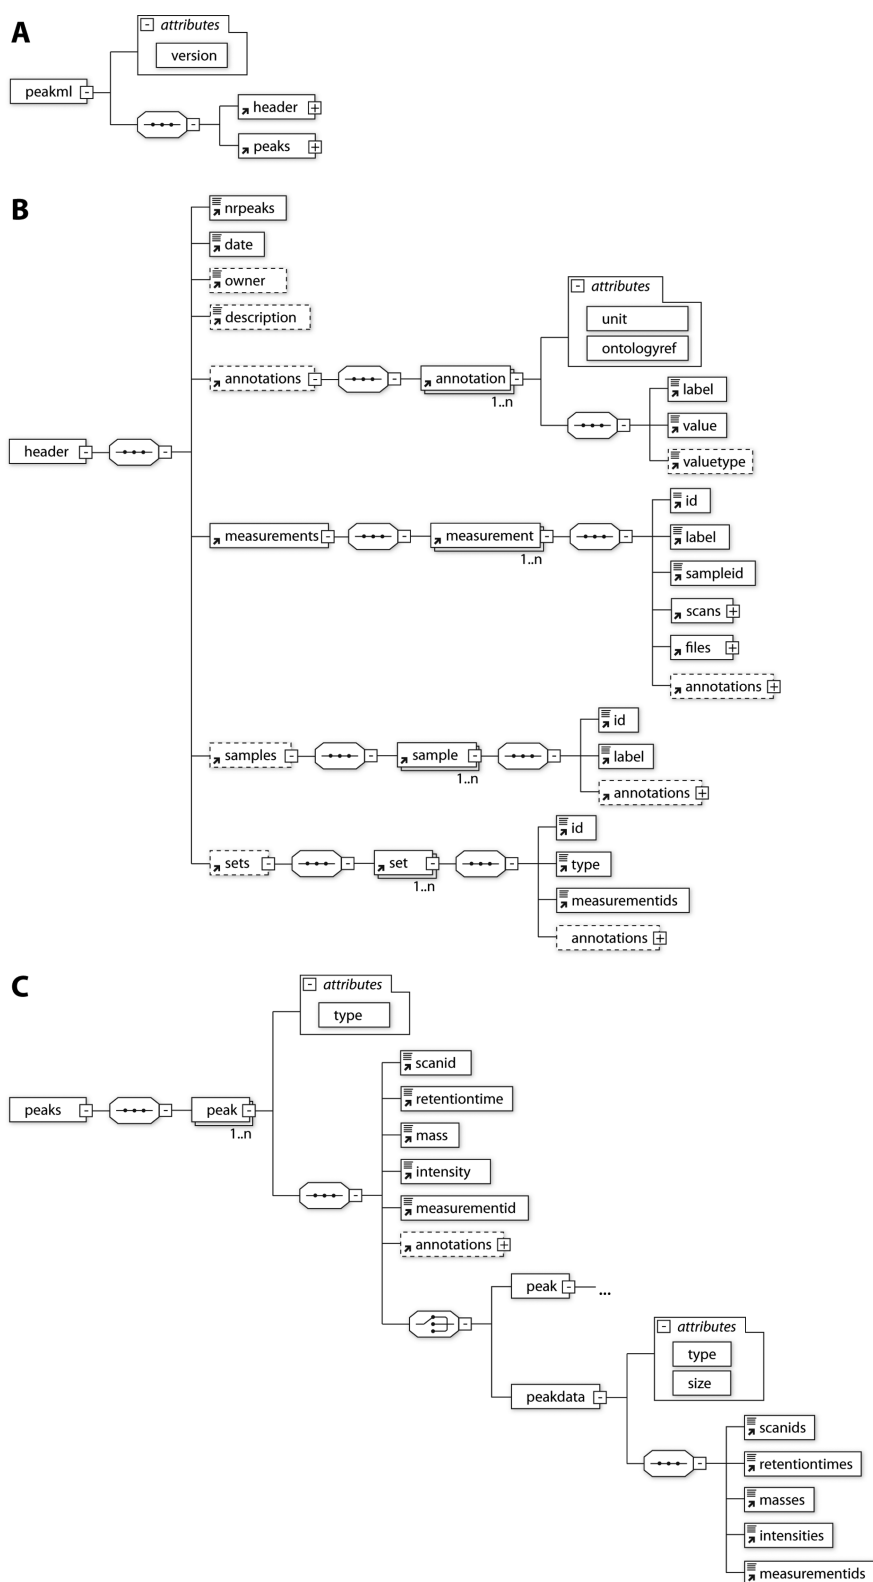 A
attributes
version
peakml
header
peaks
B
nrpeaks
date
owner
description
attributes
unit
ontologyref
annotations
annotation
1..n
label
value
valuetype
header
measurements
measurement
1..n
id
label
sampleid
scans
files
annotations
samples
sample
1..n
id
label
annotations
sets
set
1..n
id
type
measurementids
annotations
C
attributes
type
peaks
peak
1..n
scanid
retentiontime
mass
intensity
measurementid
annotations
peak
...
attributes
type
size
peakdata
scanids
retentiontimes
masses
intensities
measurementids